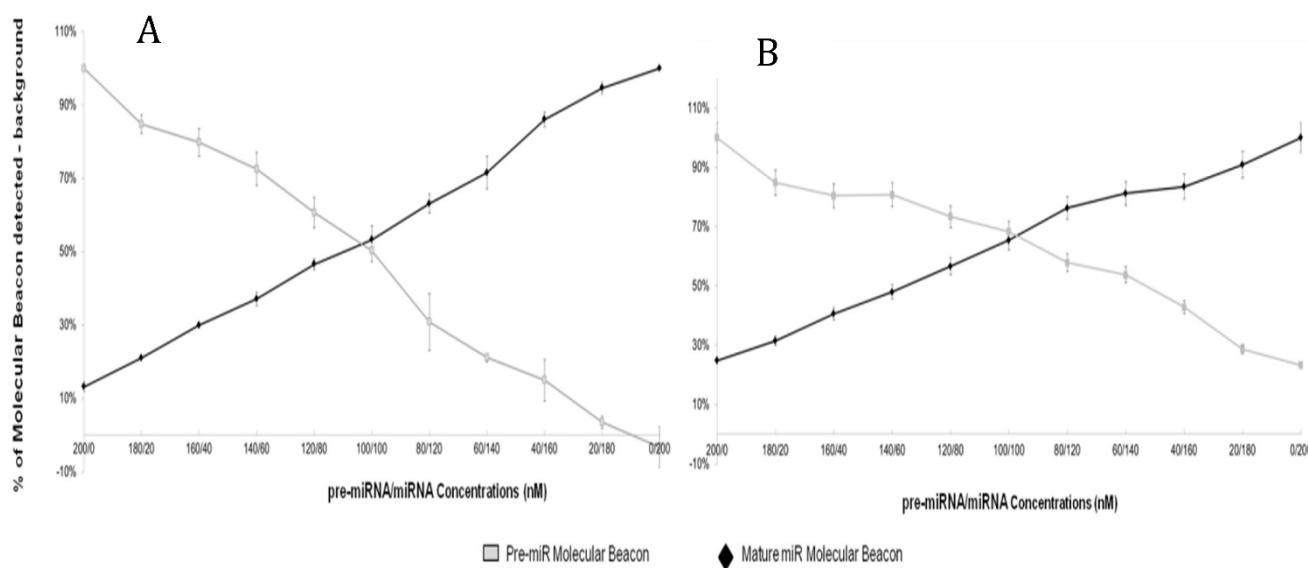 A
B
% of Molecular Beacon detected - background
110%
90%
70%
50%
30%
10%
-10%
200/0 180/20 160/40 140/60 120/80 100/100 80/120 60/140 40/160 20/180 0/200
pre-miRNA/miRNA Concentrations (nM)
110%
90%
70%
50%
30%
10%
-10%
200/0 180/20 160/40 140/60 120/80 100/100 80/120 60/140 40/160 20/180 0/200
pre-miRNA/miRNA Concentrations (nM)
Pre-miR Molecular Beacon
Mature miR Molecular Beacon